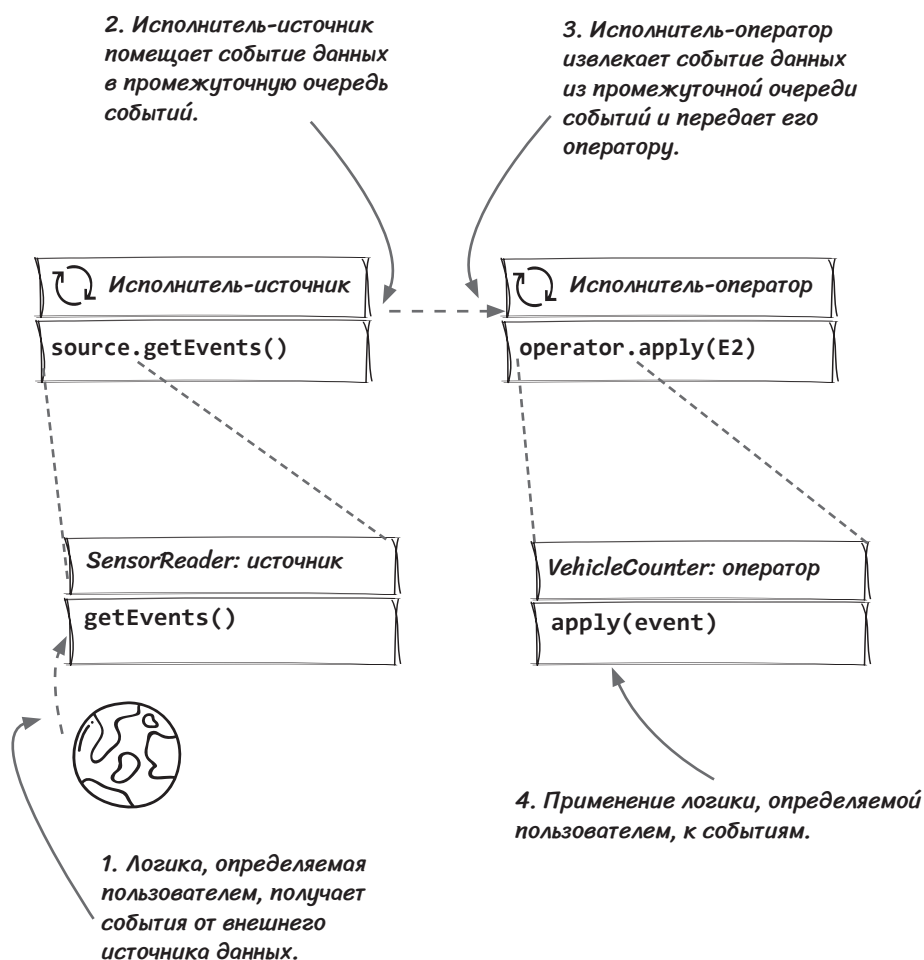 2. Исполнитель-источник
помещает событие данных
в промежуточную очередь
событий.
3. Исполнитель-оператор
извлекает событие данных
из промежуточной очереди
событий и передает его
оператору.
Исполнитель-источник
source.getEvents()
Исполнитель-оператор
operator.apply(E2)
SensorReader: источник
getEvents()
VehicleCounter: оператор
apply(event)
4. Применение логики, определяемой
пользователем, к событиям.
1. Логика, определяемая
пользователем, получает
события от внешнего
источника данных.